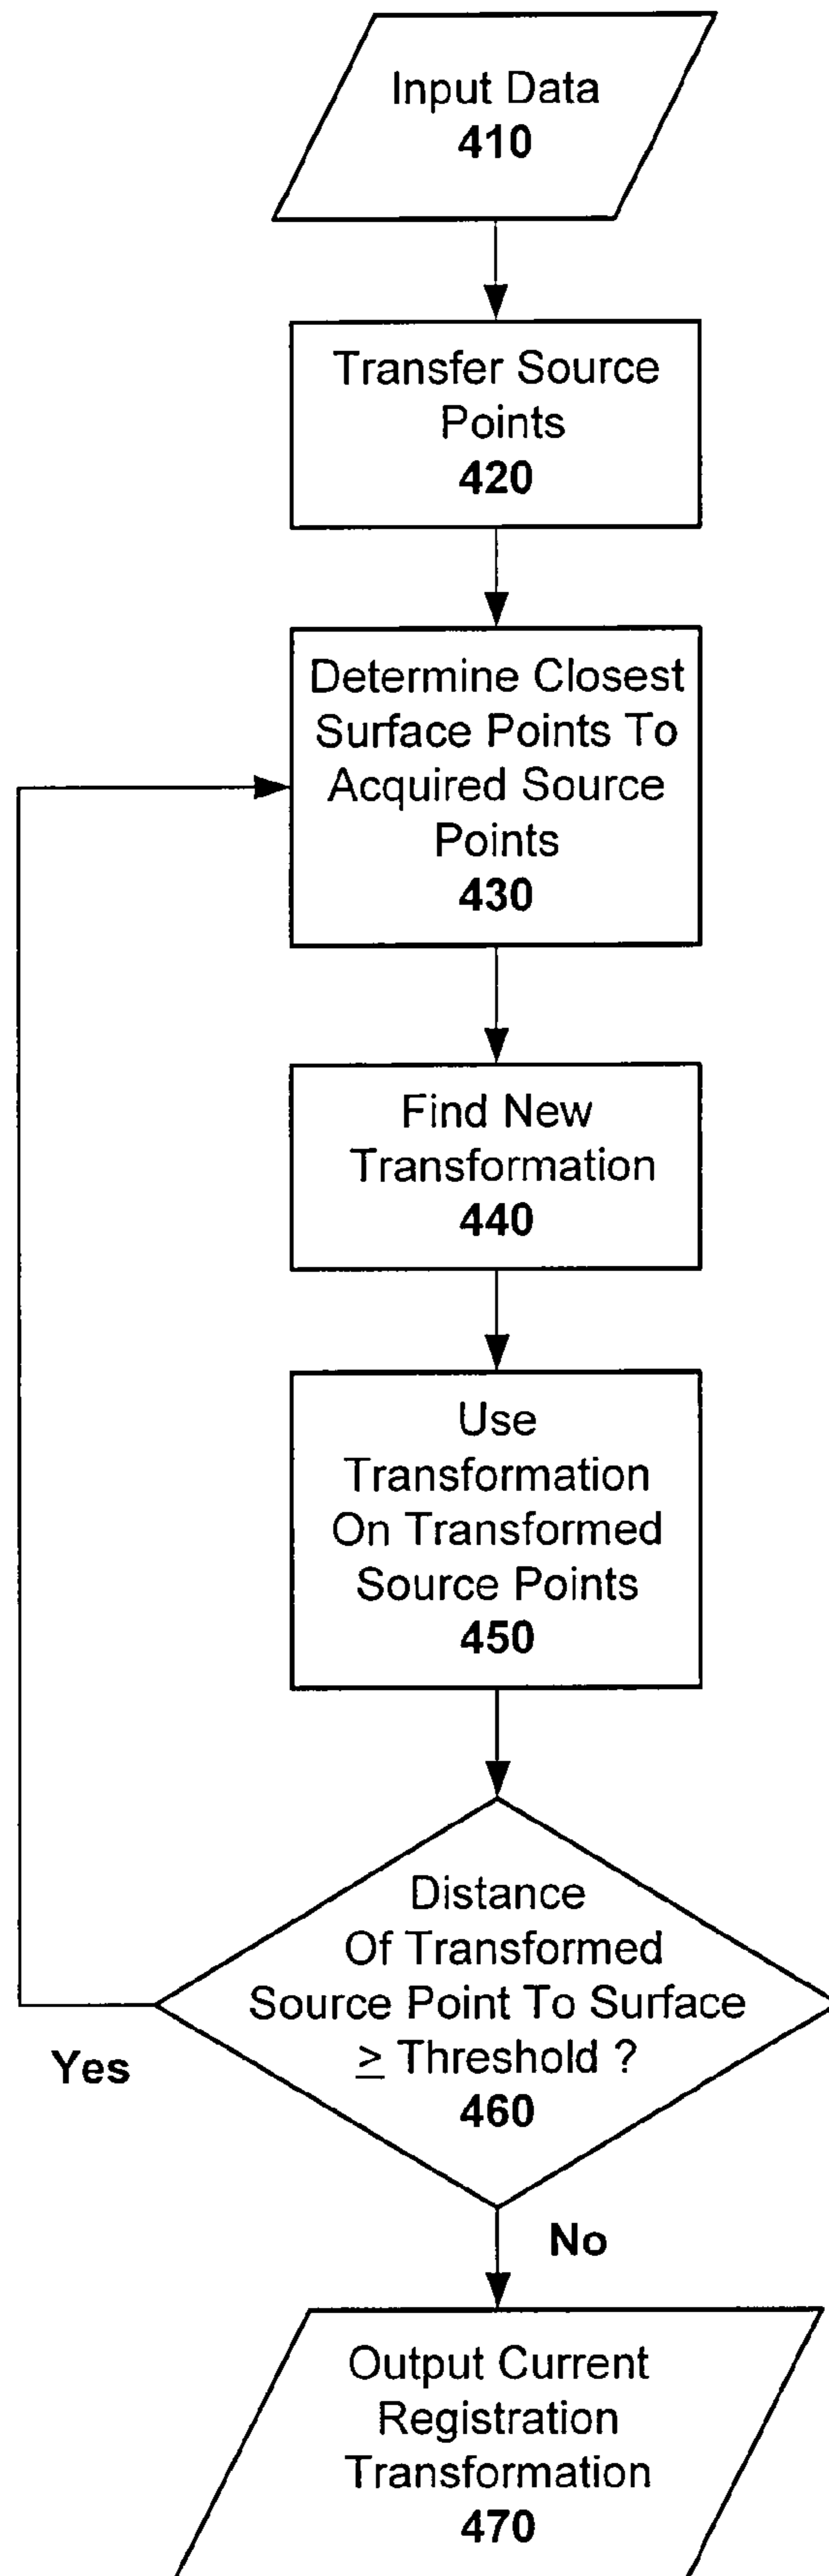 Input Data
410
Transfer Source
Points
420
Determine Closest
Surface Points To
Acquired Source
Points
430
Find New
Transformation
440
Use
Transformation
On Transformed
Source Points
450
Distance
Of Transformed
Source Point To Surface
≥ Threshold ?
460
Yes
No
Output Current
Registration
Transformation
470